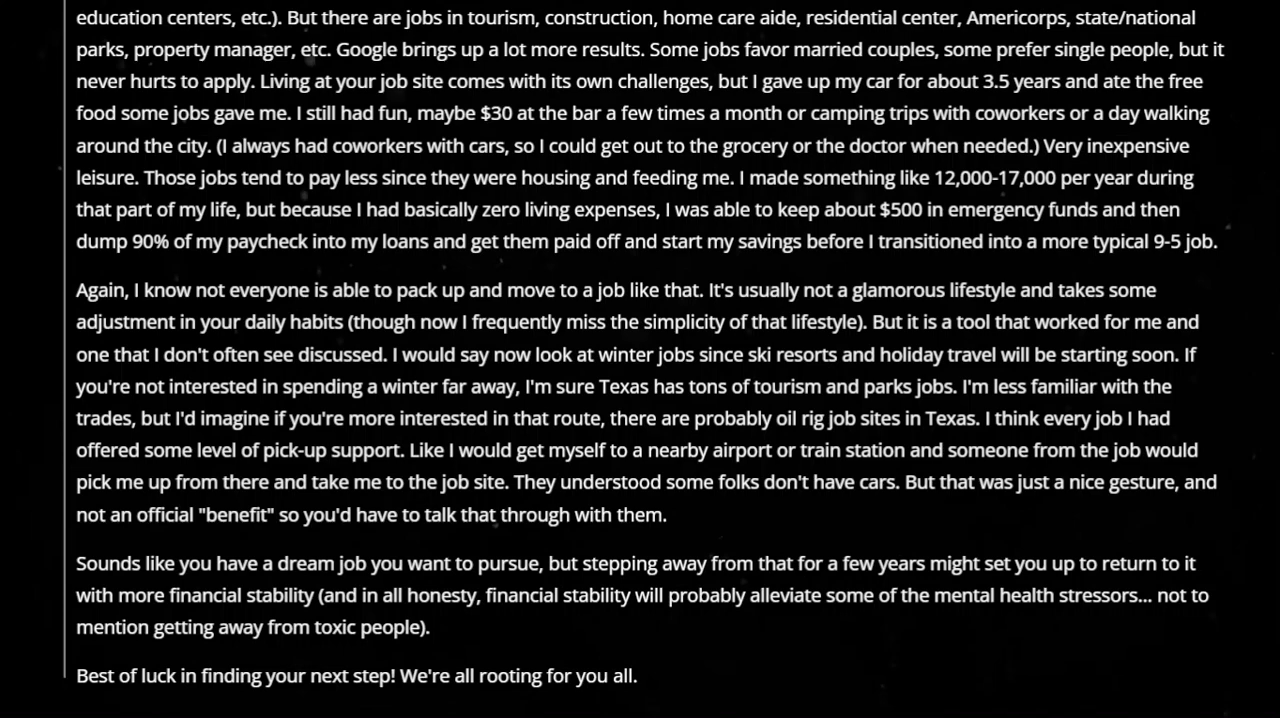 education centers, etc.). But there are jobs in tourism, construction, home care aide, residential center, Americorps, state/national
parks, property manager, etc. Google brings up a lot more results. Some jobs favor married couples, some prefer single people, but it
never hurts to apply. Living at your job site comes with its own challenges, but I gave up my car for about 3.5 years and ate the free
food some jobs gave me. I still had fun, maybe $30 at the bar a few times a month or camping trips with coworkers or a day walking
around the city. (I always had coworkers with cars, so I could get out to the grocery or the doctor when needed.) Very inexpensive
leisure. Those jobs tend to pay less since they were housing and feeding me. I made something like 12,000-17,000 per year during
that part of my life, but because I had basically zero living expenses, I was able to keep about $500 in emergency funds and then
dump 90% of my paycheck into my loans and get them paid off and start my savings before I transitioned into a more typical 9-5 job.
Again, I know not everyone is able to pack up and move to a job like that. It's usually not a glamorous lifestyle and takes some
adjustment in your daily habits (though now I frequently miss the simplicity of that lifestyle). But it is a tool that worked for me and
one that I don't often see discussed. I would say now look at winter jobs since ski resorts and holiday travel will be starting soon. If
you're not interested in spending a winter far away, I'm sure Texas has tons of tourism and parks jobs. I'm less familiar with the
trades, but I'd imagine if you're more interested in that route, there are probably oil rig job sites in Texas. I think every job I had
offered some level of pick-up support. Like I would get myself to a nearby airport or train station and someone from the job would
pick me up from there and take me to the job site. They understood some folks don't have cars. But that was just a nice gesture, and
not an official "benefit" so you'd have to talk that through with them.
Sounds like you have a dream job you want to pursue, but stepping away from that for a few years might set you up to return to it
with more financial stability (and in all honesty, financial stability will probably alleviate some of the mental health stressors... not to
mention getting away from toxic people).
Best of luck in finding your next step! We're all rooting for you all.